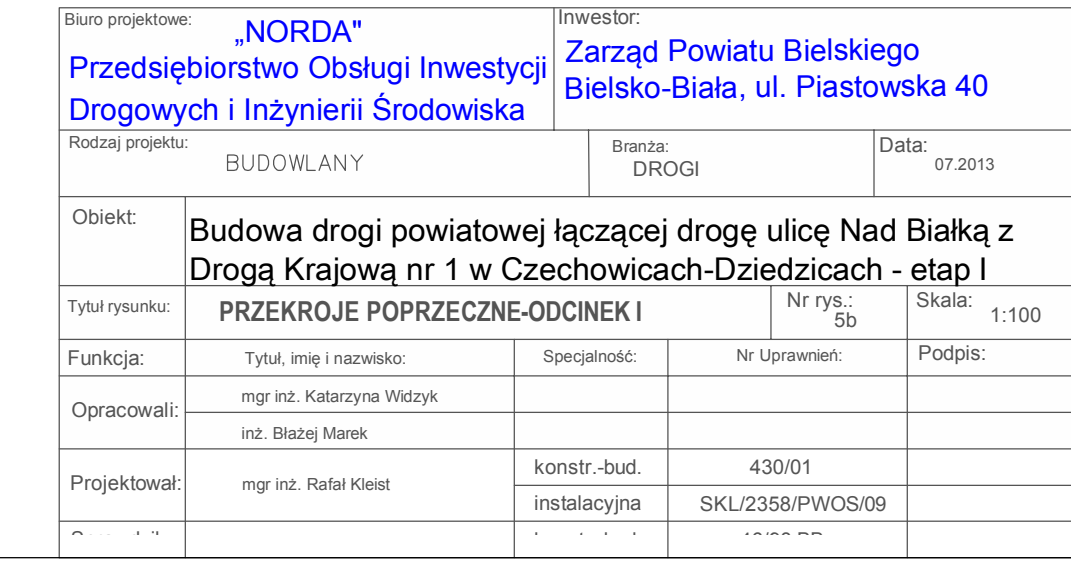 Biuro projektowe:
„NORDA"
Przedsiębiorstwo Obsługi Inwestycji
Drogowych i Inżynierii Środowiska
Inwestor:
Zarząd Powiatu Bielskiego
Bielsko-Biała, ul. Piastowska 40
Rodzaj projektu:
BUDOWLANY
Branża:
DROGI
Data:
07.2013
Obiekt:
Budowa drogi powiatowej łączącej drogę ulicę Nad Białką z
Drogą Krajową nr 1 w Czechowicach-Dziedzicach - etap I
Tytuł rysunku:
PRZEKROJE POPRZECZNE-ODCINEK I
Nr rys.:
5b
Skala:
1:100
Funkcja:
Tytuł, imię i nazwisko:
Specjalność:
Nr Uprawnień:
Podpis:
Opracowali:
mgr inż. Katarzyna Widzyk
inż. Błażej Marek
Projektował:
mgr inż. Rafał Kleist
konstr.-bud.
430/01
instalacyjna
SKL/2358/PWOS/09